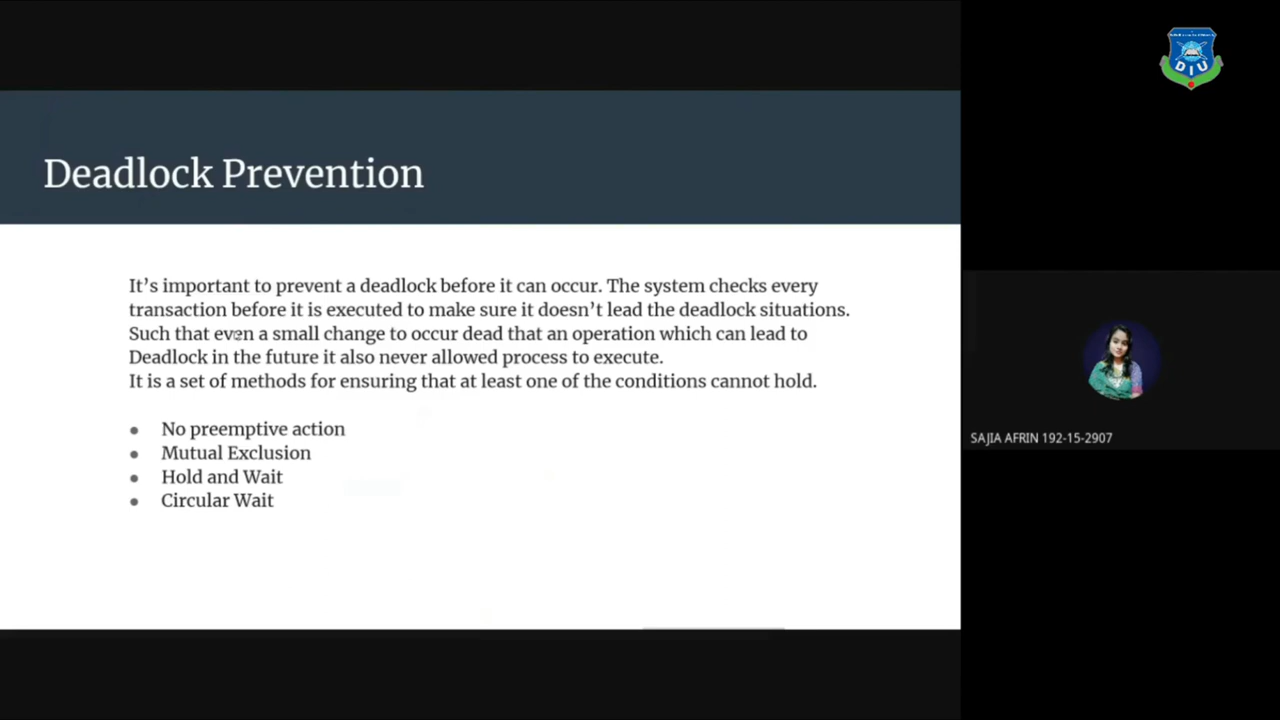 Deadlock Prevention
It’s important to prevent a deadlock before it can occur. The system checks every
transaction before it is executed to make sure it doesn’t lead the deadlock situations.
Such that even a small change to occur dead that an operation which can lead to
Deadlock in the future it also never allowed process to execute.
It is a set of methods for ensuring that at least one of the conditions cannot hold.
● No preemptive action
● Mutual Exclusion
● Hold and Wait
● Circular Wait
DIU
SAJIA AFRIN 192-15-2907